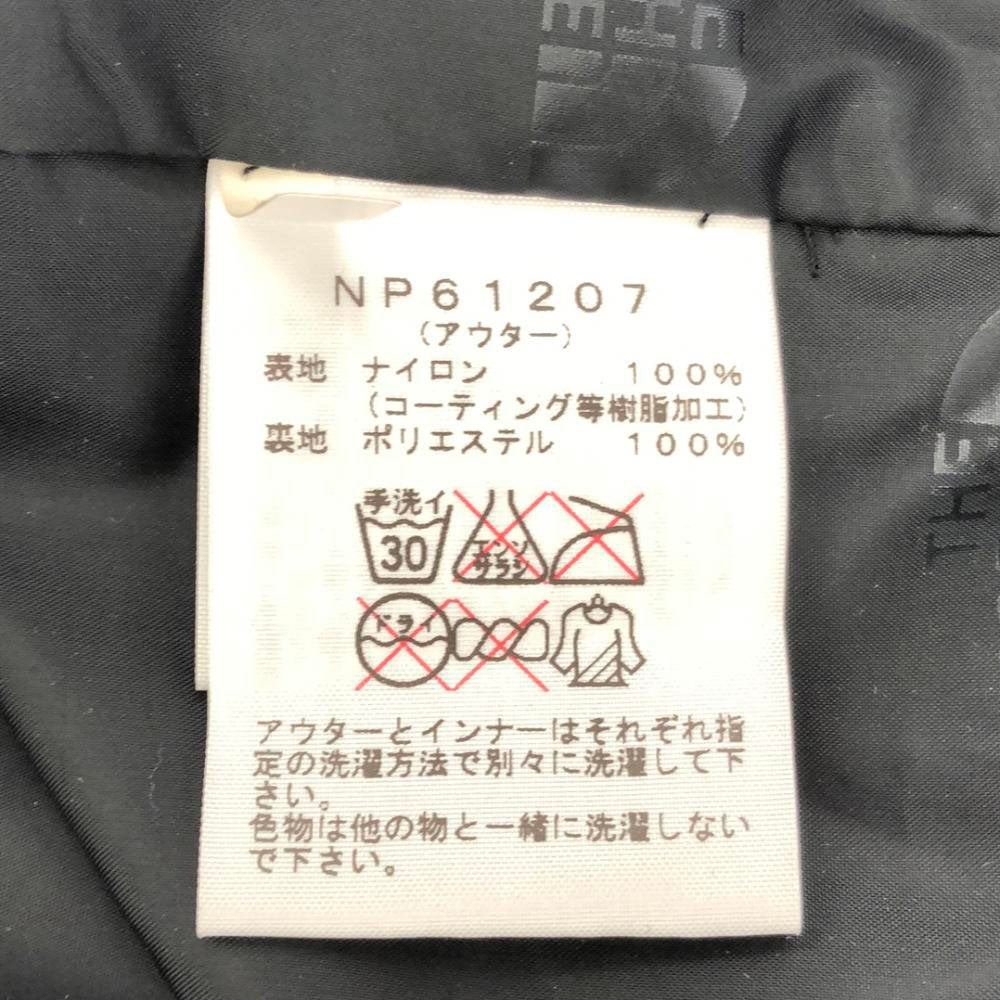 NP61207
(アウター)
表地 ナイロン 100%
(コーティング等樹脂加工)
裏地 ポリエステル 100%
手洗イ
30
エンソ
サラシ
ドライ
アウターとインナーはそれぞれ指
定の洗濯方法で別々に洗濯して下
さい。
色物は他の物と一緒に洗濯しない
で下さい。
THE